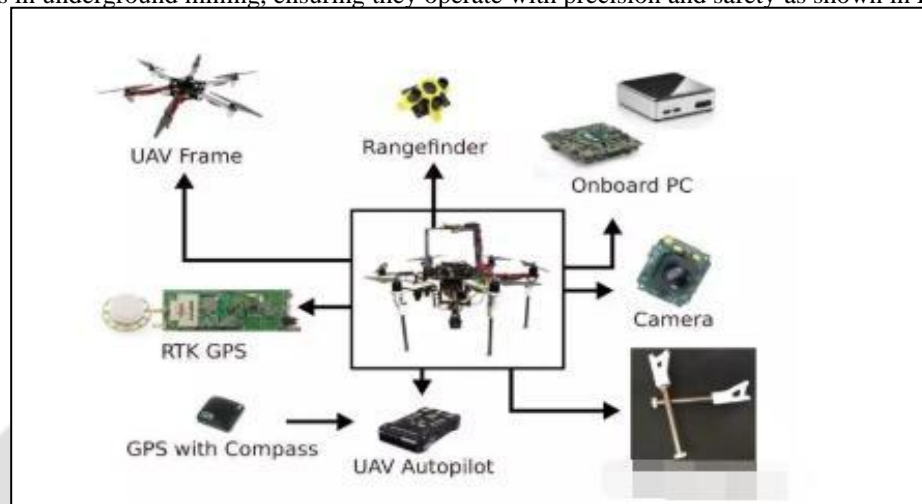 s in underground mining, ensuring they operate with precision and safety as shown in
UAV Frame
Rangefinder
Onboard PC
RTK GPS
Camera
GPS with Compass
UAV Autopilot